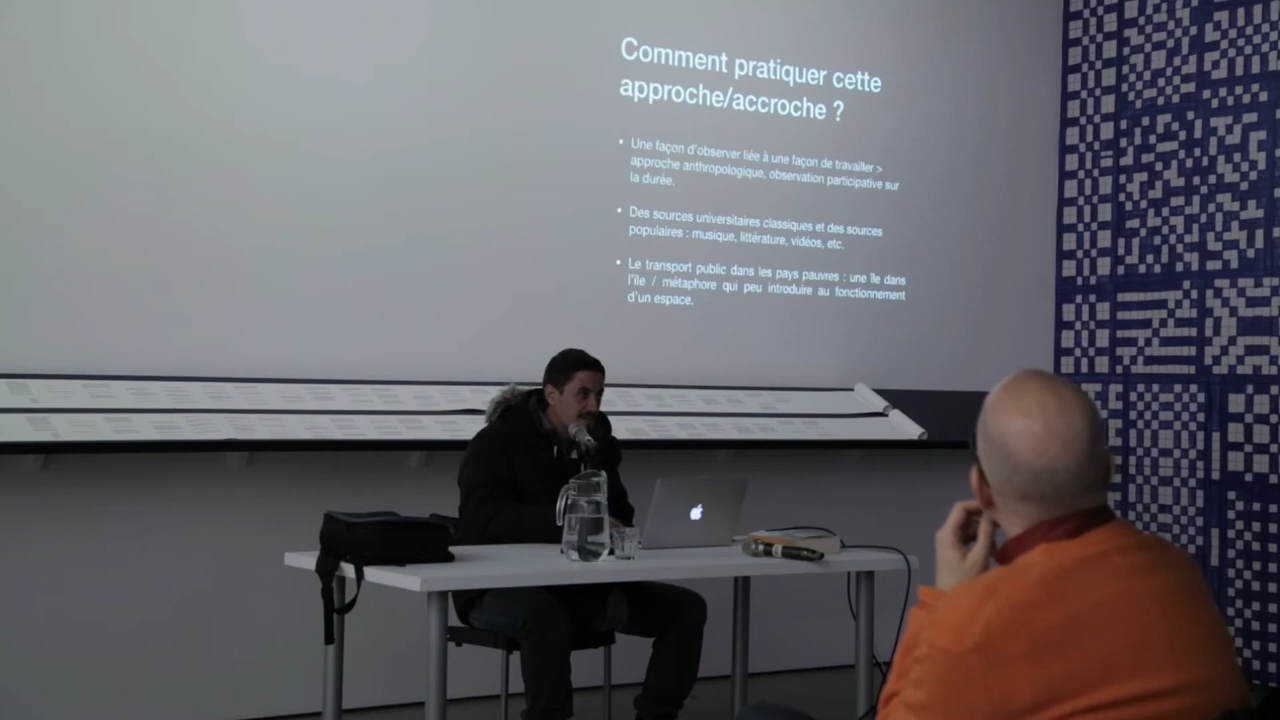 Comment pratiquer cette
approche/accroche ?
• Une façon d'observer liée à une façon de travailler >
approche anthropologique, observation participative sur
la durée.
• Des sources universitaires classiques et des sources
populaires : musique, littérature, vidéos, etc.
• Le transport public dans les pays pauvres : une île dans
l'île / métaphore qui peu introduire au fonctionnement
d'un espace.